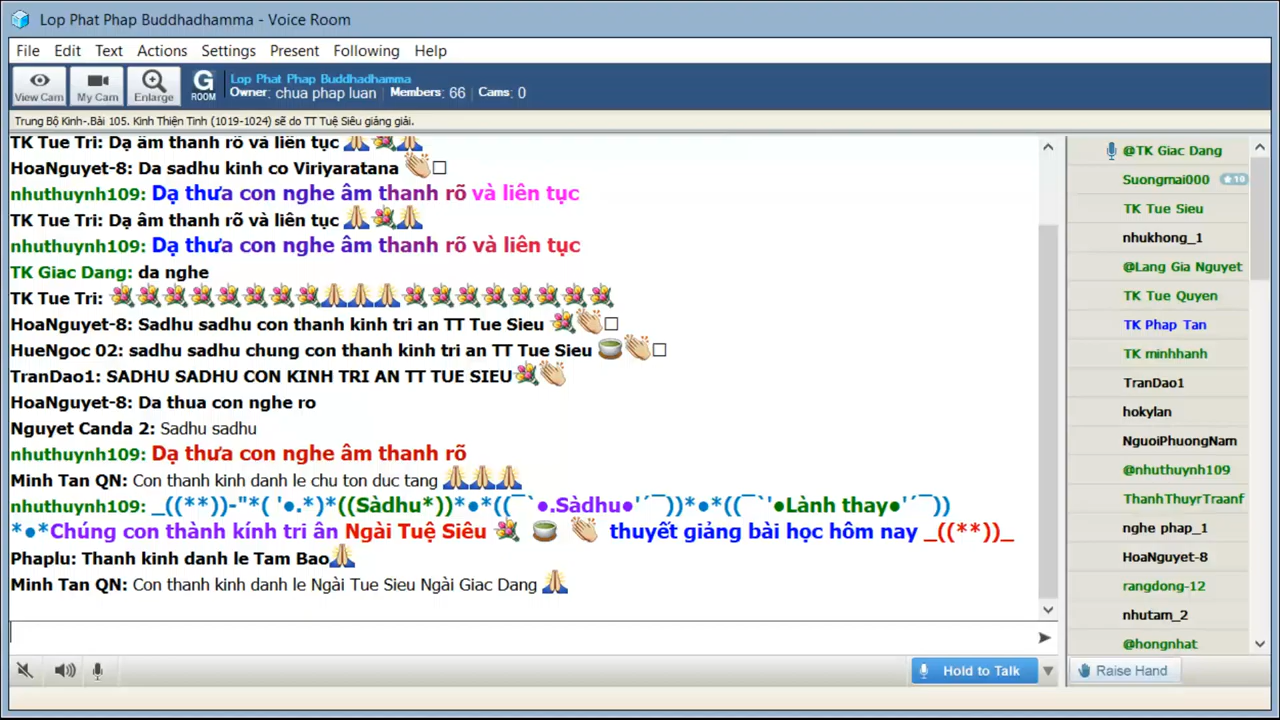 Lop Phat Phap Buddhadhamma - Voice Room
File Edit Text Actions Settings Present Following Help
View Cam My Cam Enlarge G ROOM
Lop Phat Phap Buddhadhamma
Owner: chua phap luan | Members: 66 | Cams: 0
Trung Bộ Kinh-.Bài 105. Kinh Thiện Tinh (1019-1024) sẽ do TT Tuệ Siêu giảng giải.
TK Tue Tri: Dạ âm thanh rõ và liên tục
HoaNguyet-8: Da sadhu kinh co Viriyaratana
nhuthuynh109: Dạ thưa con nghe âm thanh rõ và liên tục
TK Tue Tri: Dạ âm thanh rõ và liên tục
nhuthuynh109: Dạ thưa con nghe âm thanh rõ và liên tục
TK Giac Dang: da nghe
TK Tue Tri:
HoaNguyet-8: Sadhu sadhu con thanh kinh tri an TT Tue Sieu
HueNgoc 02: sadhu sadhu chung con thanh kinh tri an TT Tue Sieu
TranDao1: SADHU SADHU CON KINH TRI AN TT TUE SIEU
HoaNguyet-8: Da thua con nghe ro
Nguyet Canda 2: Sadhu sadhu
nhuthuynh109: Dạ thưa con nghe âm thanh rõ
Minh Tan QN: Con thanh kinh danh le chu ton duc tang
nhuthuynh109: _((**))-"*( '●.*)*((Sàdhu*))*●*((¯`●.Sàdhu●'´¯))*●*((¯`'●Lành thay●'´¯))
*●*Chúng con thành kính tri ân Ngài Tuệ Siêu thuyết giảng bài học hôm nay _((**))_
Phaplu: Thanh kinh danh le Tam Bao
Minh Tan QN: Con thanh kinh danh le Ngài Tue Sieu Ngài Giac Dang
@TK Giac Dang
Suongmai000 ★10
TK Tue Sieu
nhukhong_1
@Lang Gia Nguyet
TK Tue Quyen
TK Phap Tan
TK minhhanh
TranDao1
hokylan
NguoiPhuongNam
@nhuthuynh109
ThanhThuyrTraanf
nghe phap_1
HoaNguyet-8
rangdong-12
nhutam_2
@hongnhat
Hold to Talk
Raise Hand